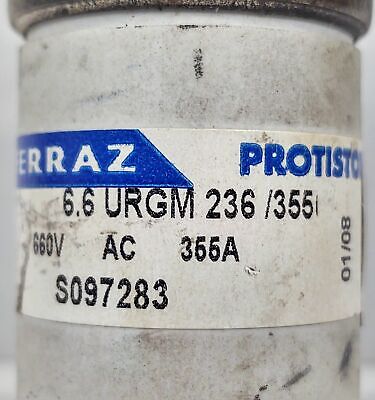 ERRAZ PROTISTO
6.6 URGM 236 /355
660V AC 355A
S097283
01/08